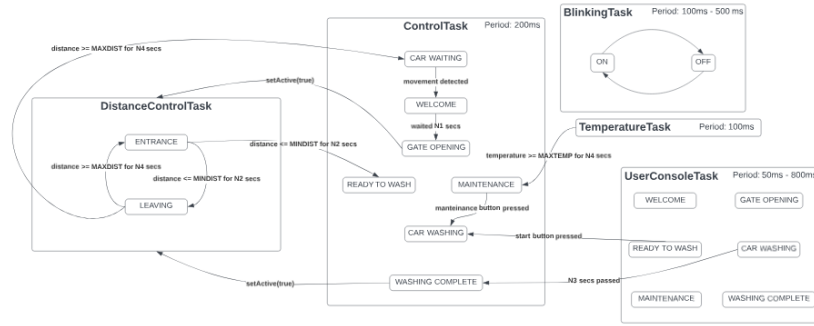 ControlTask
Period: 200ms
BlinkingTask
Period: 100ms - 500 ms
distance >= MAXDIST for N4 secs
CAR WAITING
ON
OFF
setActive(true)
movement detected
DistanceControlTask
WELCOME
waited N1 secs
TemperatureTask
Period: 100ms
ENTRANCE
distance <= MINDIST for N2 secs
GATE OPENING
temperature >= MAXTEMP for N4 secs
distance >= MAXDIST for N4 secs
distance <= MINDIST for N2 secs
READY TO WASH
MAINTENANCE
UserConsoleTask
Period: 50ms - 800ms
LEAVING
manteinance button pressed
WELCOME
GATE OPENING
CAR WASHING
start button pressed
READY TO WASH
CAR WASHING
setActive(true)
WASHING COMPLETE
N3 secs passed
MAINTENANCE
WASHING COMPLETE